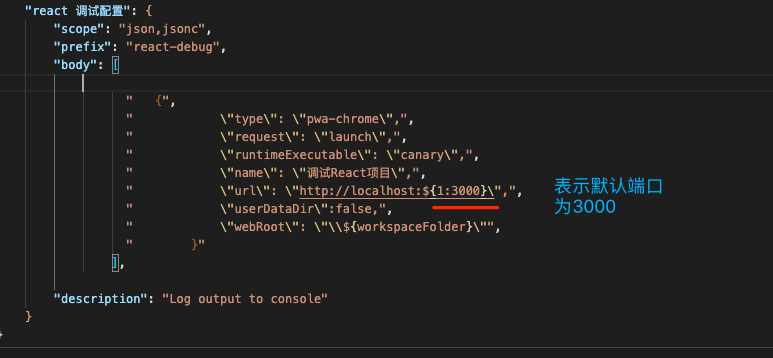 "react 调试配置": {
"scope": "json,jsonc",
"prefix": "react-debug",
"body": [
"   {",
"            \"type\": \"pwa-chrome\",",
"            \"request\": \"launch\",",
"            \"runtimeExecutable\": \"canary\",",
"            \"name\": \"调试React项目\",",
"            \"url\": \"http://localhost:${1:3000}\",",
"            \"userDataDir\":false,",
"            \"webRoot\": \"\\${workspaceFolder}\"",
"        }"
],
"description": "Log output to console"
}
}
表示默认端口
为3000